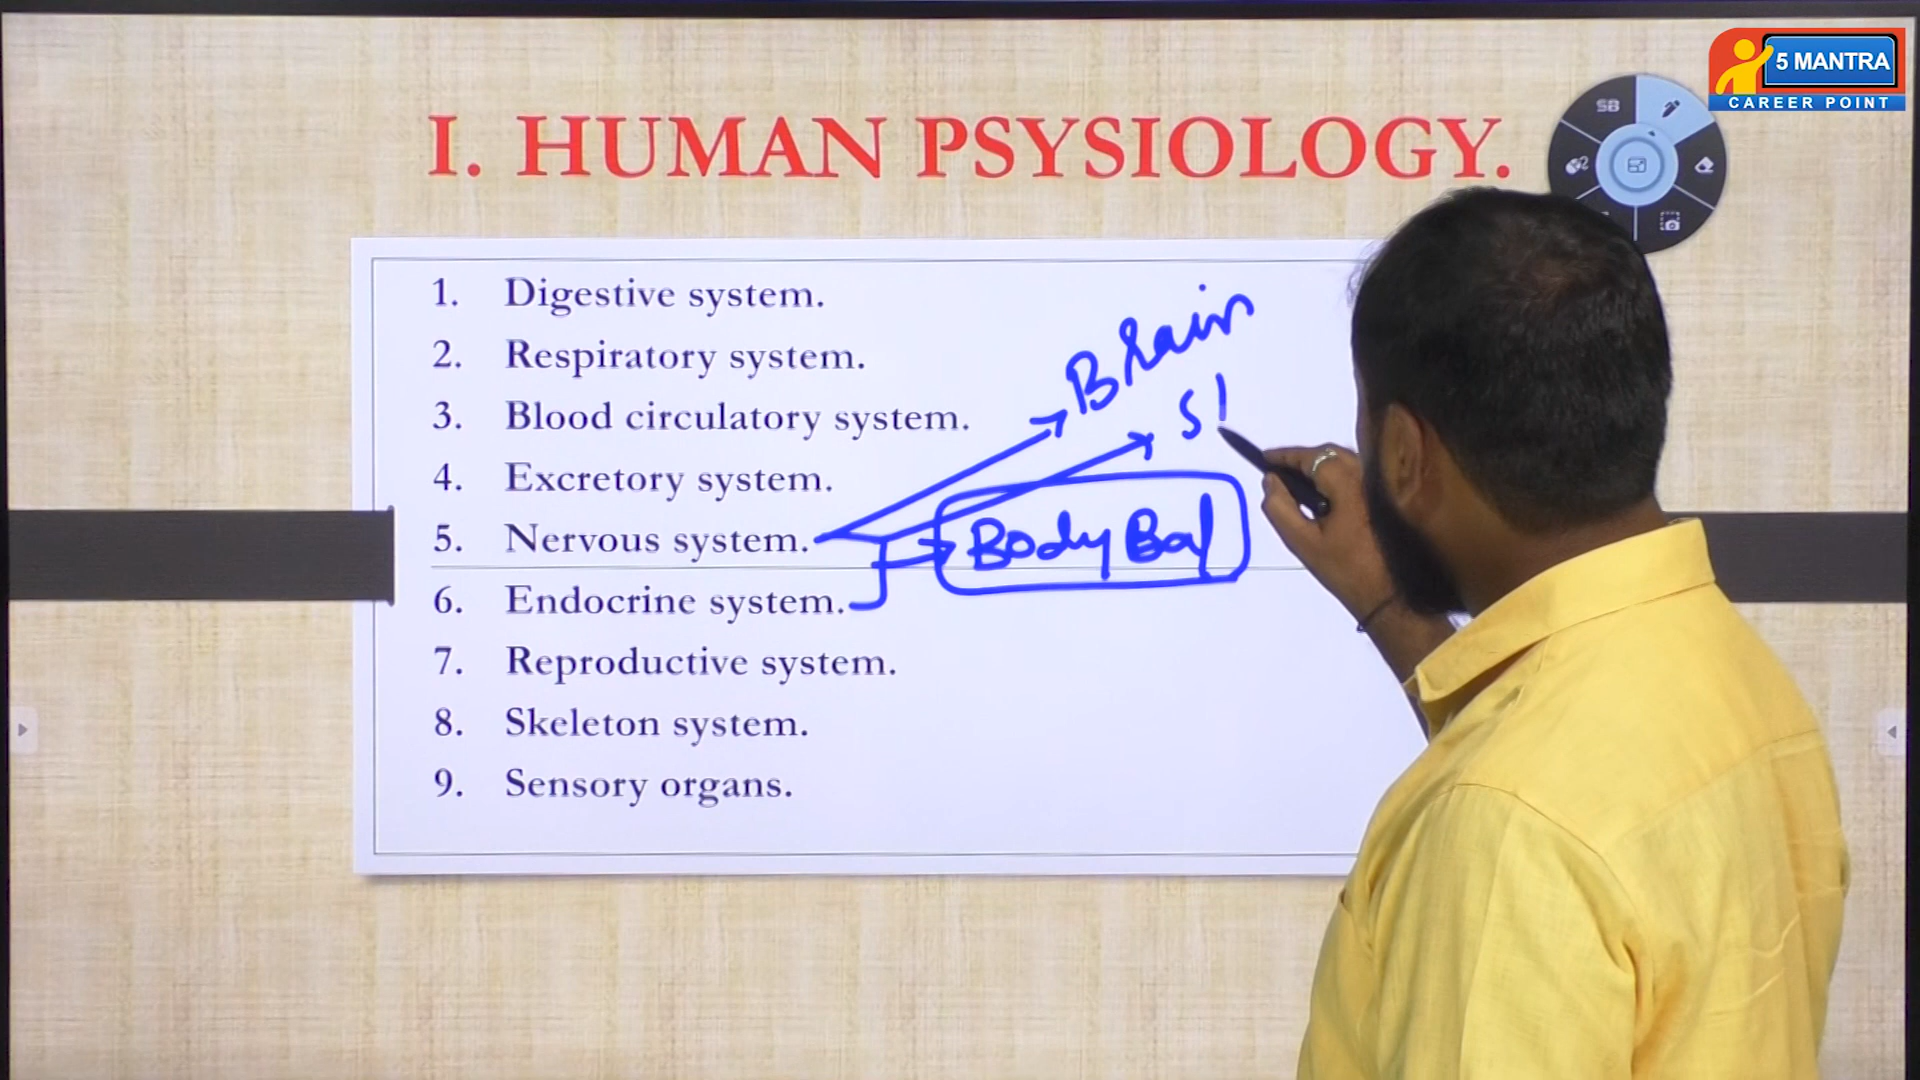 5 MANTRA
CAREER POINT
SB
I. HUMAN PSYSIOLOGY.
1. Digestive system.
2. Respiratory system.
3. Blood circulatory system.
4. Excretory system.
5. Nervous system.
6. Endocrine system.
7. Reproductive system.
8. Skeleton system.
9. Sensory organs.
Brain
Body Bal